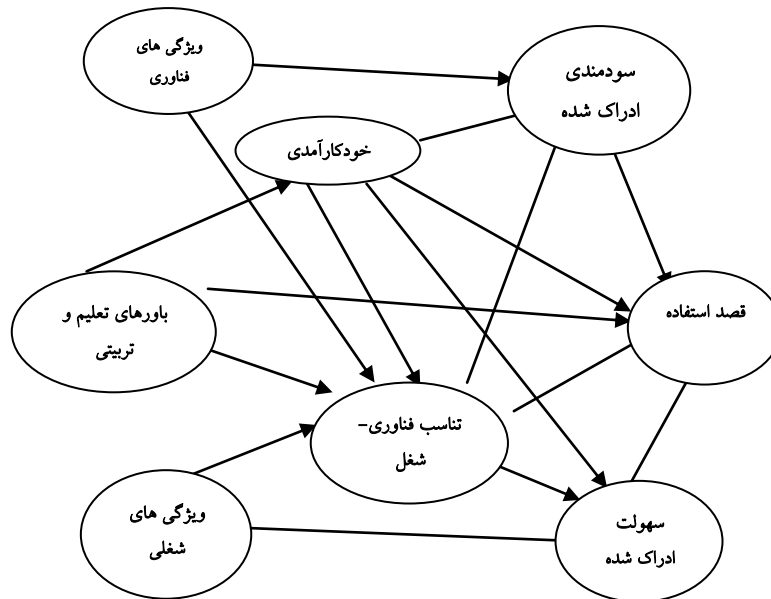 ویژگی های
فناوری
سودمندی
ادراک شده
خودکارآمدی
باورهای تعلیم و
تربیتی
قصد استفاده
تناسب فناوری-
شغل
ویژگی های
شغلی
سهولت
ادراک شده